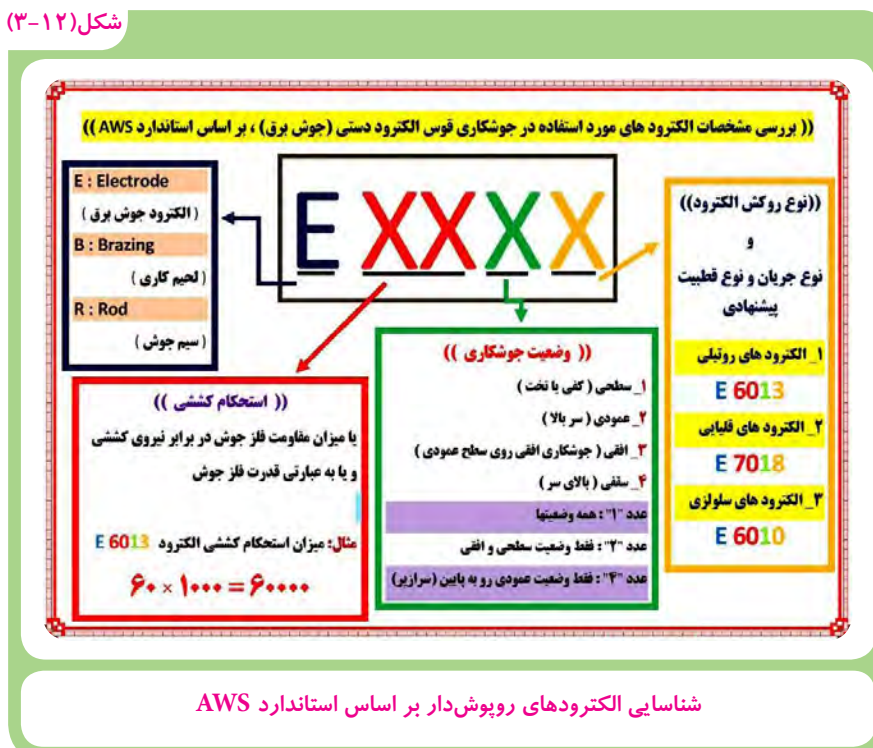 شکل(۱۲-۳)
(( بررسی مشخصات الکترود های مورد استفاده در جوشکاری قوس الکترود دستی (جوش برق) ، بر اساس استاندارد AWS ))
E XXXX
E : Electrode
( الکترود جوش برق )
B : Brazing
( لحیم کاری )
R : Rod
( سیم جوش )
((نوع روکش الکترود))
و
نوع جریان و نوع قطبیت
پیشنهادی
۱_ الکترود های روتیلی
E 6013
۲_ الکترود های قلیایی
E 7018
۳_ الکترود های سلولزی
E 6010
(( وضعیت جوشکاری ))
۱_ سطحی ( کفی یا تخت )
۲_ عمودی ( سر بالا )
۳_ افقی ( جوشکاری افقی روی سطح عمودی )
۴_ سقفی ( بالای سر )
عدد "۱" : همه وضعیتها
عدد "۲" : فقط وضعیت سطحی و افقی
عدد "۴" : فقط وضعیت عمودی رو به پایین (سرازیر)
(( استحکام کششی ))
یا میزان مقاومت فلز جوش در برابر نیروی کششی
و یا به عبارتی قدرت فلز جوش
مثال: میزان استحکام کششی الکترود E 6013
۶۰ × ۱۰۰۰ = ۶۰۰۰۰
شناسایی الکترودهای روپوش‌دار بر اساس استاندارد AWS